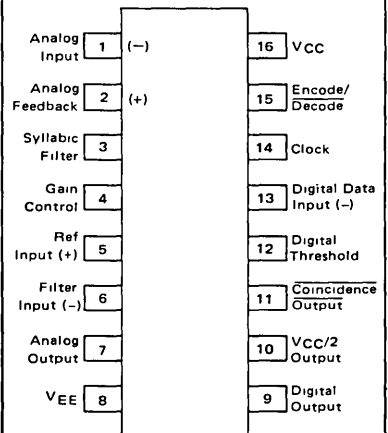 Analog
Input
1
(−)
16
VCC
Analog
Feedback
2
(+)
15
Encode/
Decode
Syllabic
Filter
3
14
Clock
Gain
Control
4
13
Digital Data
Input (−)
Ref
Input (+)
5
12
Digital
Threshold
Filter
Input (−)
6
11
Coincidence
Output
Analog
Output
7
10
VCC/2
Output
VEE
8
9
Digital
Output